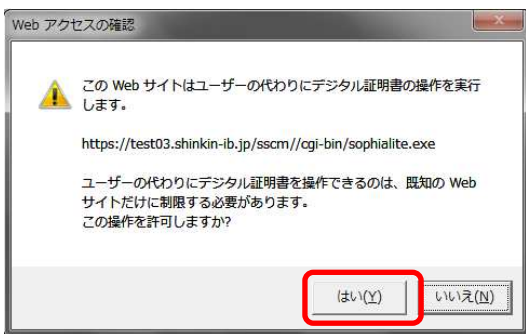 Web アクセスの確認
この Web サイトはユーザーの代わりにデジタル証明書の操作を実行
します。
https://test03.shinkin-ib.jp/sscm//cgi-bin/sophialite.exe
ユーザーの代わりにデジタル証明書を操作できるのは、既知の Web
サイトだけに制限する必要があります。
この操作を許可しますか?
はい(Y)
いいえ(N)